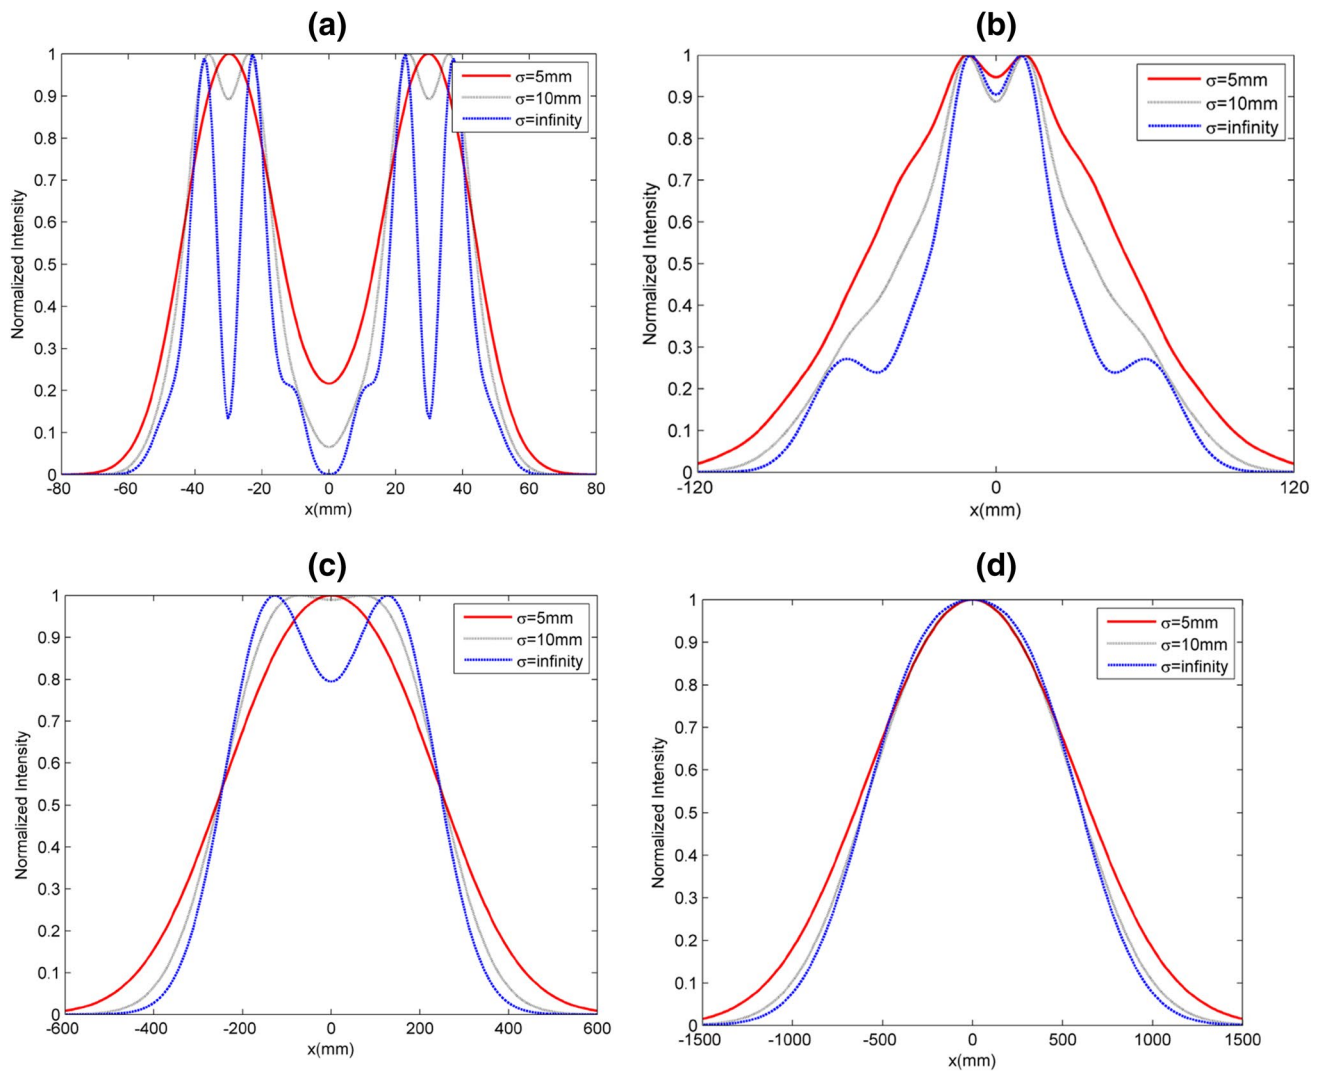 (a)
Normalized Intensity
1
0.9
0.8
0.7
0.6
0.5
0.4
0.3
0.2
0.1
0
-80 -60 -40 -20 0 20 40 60 80
x(mm)
σ=5mm
σ=10mm
σ=infinity
(b)
Normalized Intensity
1
0.9
0.8
0.7
0.6
0.5
0.4
0.3
0.2
0.1
0
-120 0 120
x(mm)
σ=5mm
σ=10mm
σ=infinity
(c)
Normalized Intensity
1
0.9
0.8
0.7
0.6
0.5
0.4
0.3
0.2
0.1
0
-600 -400 -200 0 200 400 600
x(mm)
σ=5mm
σ=10mm
σ=infinity
(d)
Normalized Intensity
1
0.9
0.8
0.7
0.6
0.5
0.4
0.3
0.2
0.1
0
-1500 -1000 -500 0 500 1000 1500
x(mm)
σ=5mm
σ=10mm
σ=infinity